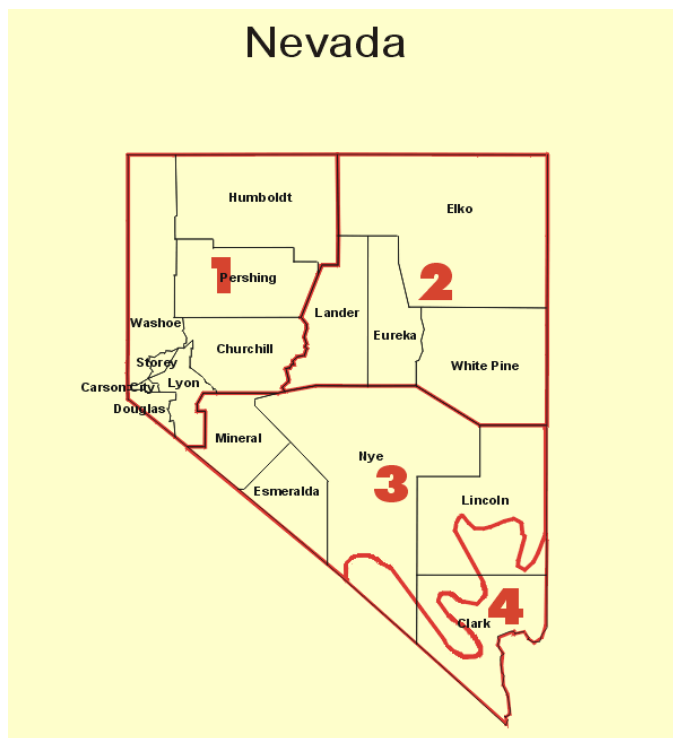 Nevada
Humboldt
Elko
1
Pershing
2
Lander
Washoe
Eureka
Churchill
Storey
White Pine
Carson City
Lyon
Douglas
Mineral
Nye
3
Esmeralda
Lincoln
4
Clark